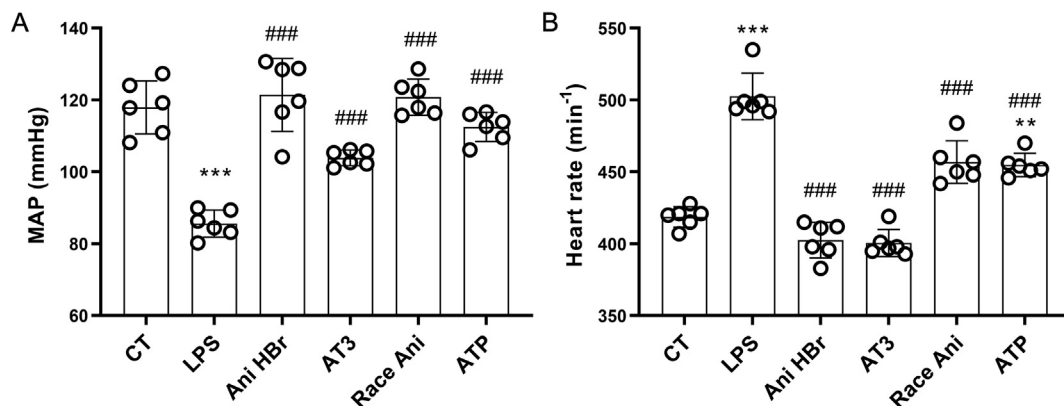 A
MAP (mmHg)
140
120
100
80
60
***
###
###
###
###
CT
LPS
Ani HBr
AT3
Race Ani
ATP
B
Heart rate (min⁻¹)
550
500
450
400
350
***
###
###
###
###
**
CT
LPS
Ani HBr
AT3
Race Ani
ATP